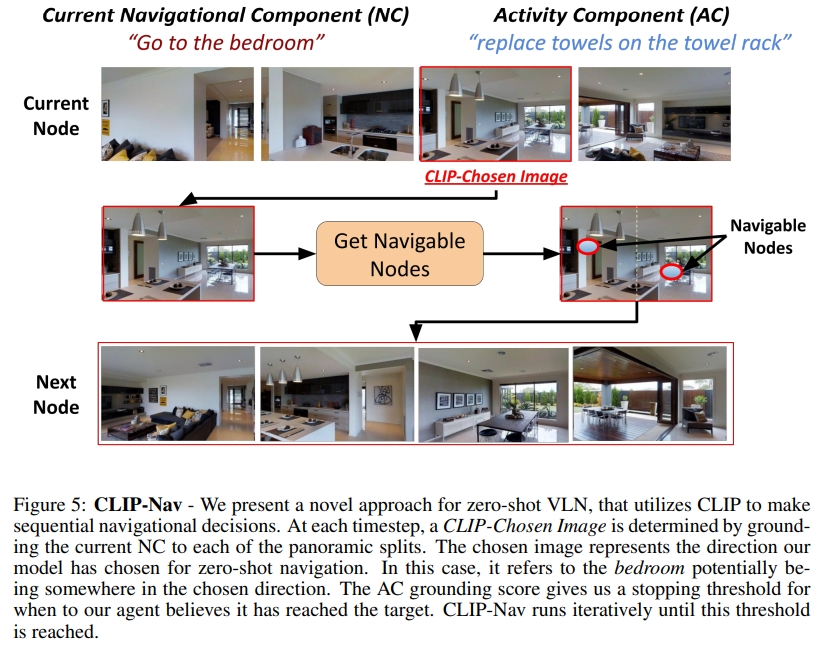 Current Navigational Component (NC)
Activity Component (AC)
“Go to the bedroom”
“replace towels on the towel rack”
Current
Node
CLIP-Chosen Image
Get Navigable
Nodes
Navigable
Nodes
Next
Node
Figure 5: CLIP-Nav - We present a novel approach for zero-shot VLN, that utilizes CLIP to make
sequential navigational decisions. At each timestep, a CLIP-Chosen Image is determined by ground-
ing the current NC to each of the panoramic splits. The chosen image represents the direction our
model has chosen for zero-shot navigation. In this case, it refers to the bedroom potentially be-
ing somewhere in the chosen direction. The AC grounding score gives us a stopping threshold for
when to our agent believes it has reached the target. CLIP-Nav runs iteratively until this threshold
is reached.